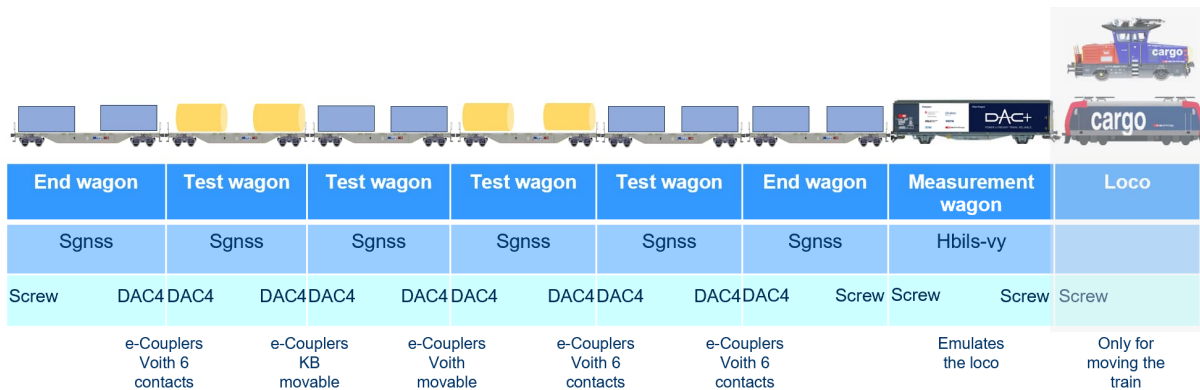 cargo
DAC+
cargo
End wagon
Test wagon
Test wagon
Test wagon
Test wagon
End wagon
Measurement
wagon
Loco
Sgnss
Sgnss
Sgnss
Sgnss
Sgnss
Sgnss
Hbils-vy
Screw
DAC4
DAC4
DAC4
DAC4
DAC4
DAC4
DAC4
DAC4
DAC4
DAC4
Screw
Screw
Screw
Screw
e-Couplers
Voith 6
contacts
e-Couplers
KB
movable
e-Couplers
Voith
movable
e-Couplers
Voith 6
contacts
e-Couplers
Voith 6
contacts
Emulates
the loco
Only for
moving the
train